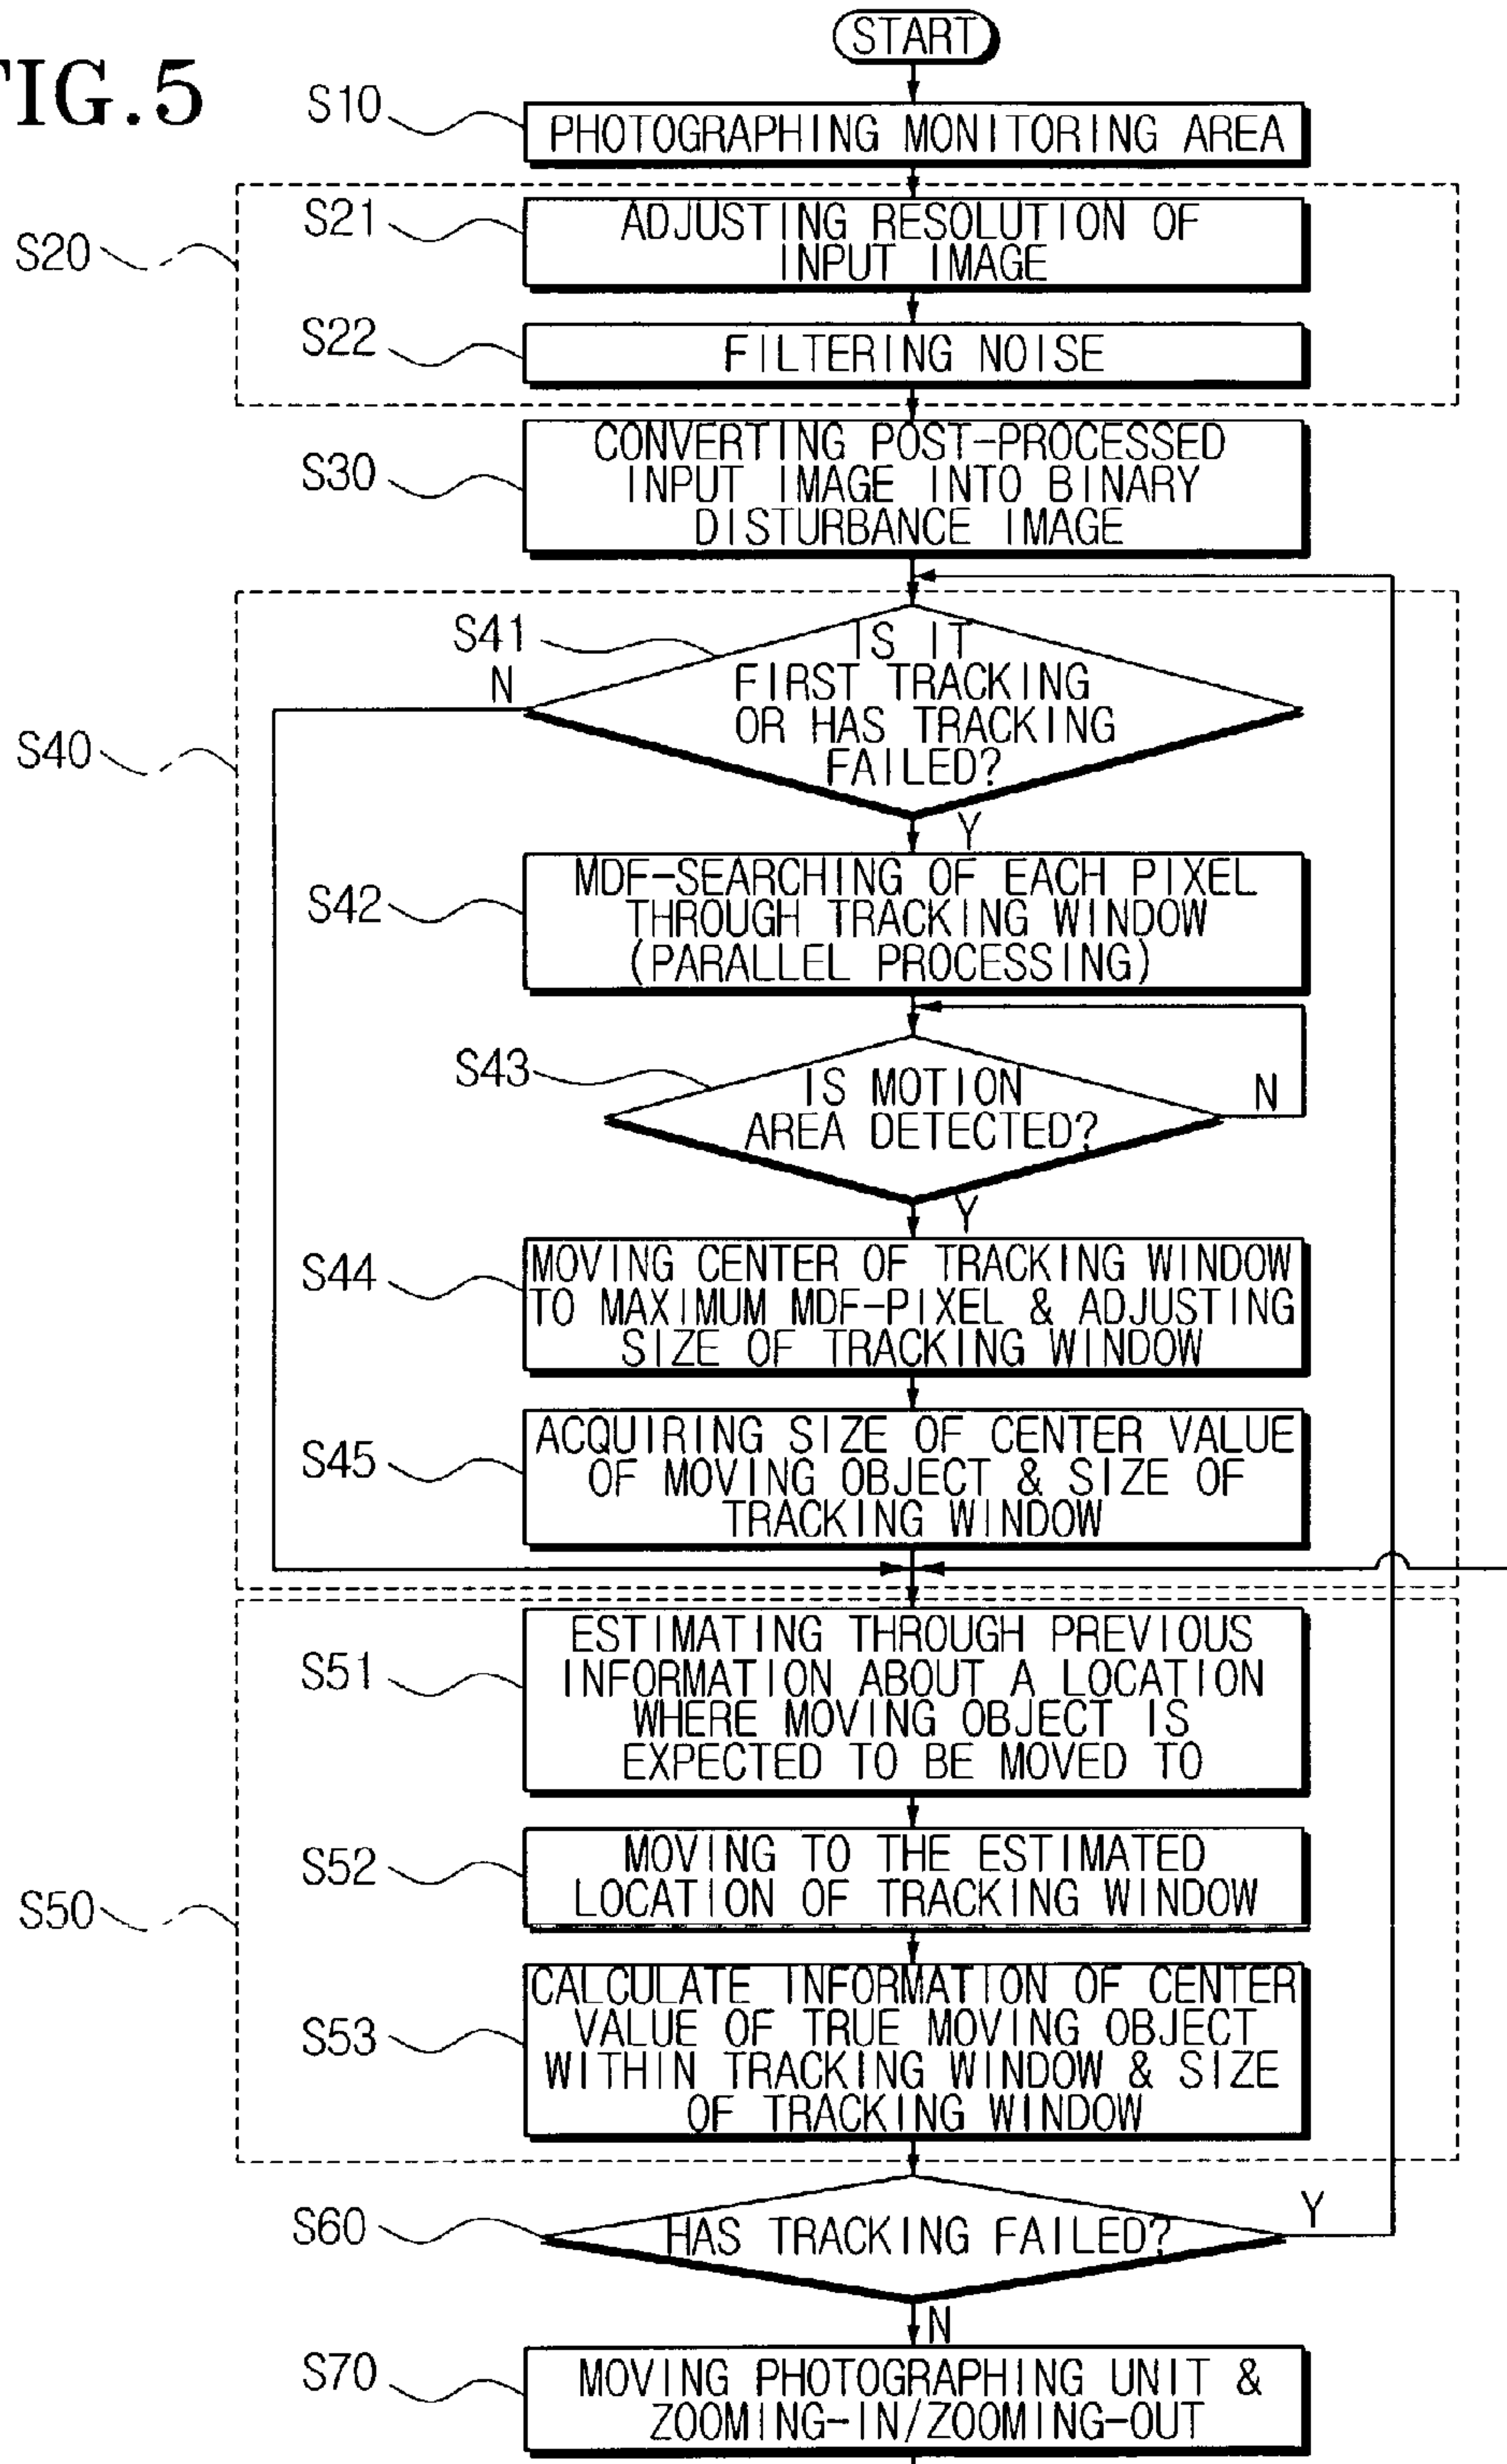 FIG.5
START
S10
PHOTOGRAPHING MONITORING AREA
S20
S21
ADJUSTING RESOLUTION OF
INPUT IMAGE
S22
FILTERING NOISE
S30
CONVERTING POST-PROCESSED
INPUT IMAGE INTO BINARY
DISTURBANCE IMAGE
S40
S41
N
IS IT
FIRST TRACKING
OR HAS TRACKING
FAILED?
Y
S42
MDF-SEARCHING OF EACH PIXEL
THROUGH TRACKING WINDOW
(PARALLEL PROCESSING)
S43
IS MOTION
AREA DETECTED?
N
Y
S44
MOVING CENTER OF TRACKING WINDOW
TO MAXIMUM MDF-PIXEL & ADJUSTING
SIZE OF TRACKING WINDOW
S45
ACQUIRING SIZE OF CENTER VALUE
OF MOVING OBJECT & SIZE OF
TRACKING WINDOW
S50
S51
ESTIMATING THROUGH PREVIOUS
INFORMATION ABOUT A LOCATION
WHERE MOVING OBJECT IS
EXPECTED TO BE MOVED TO
S52
MOVING TO THE ESTIMATED
LOCATION OF TRACKING WINDOW
S53
CALCULATE INFORMATION OF CENTER
VALUE OF TRUE MOVING OBJECT
WITHIN TRACKING WINDOW & SIZE
OF TRACKING WINDOW
S60
HAS TRACKING FAILED?
Y
N
S70
MOVING PHOTOGRAPHING UNIT &
ZOOMING-IN/ZOOMING-OUT